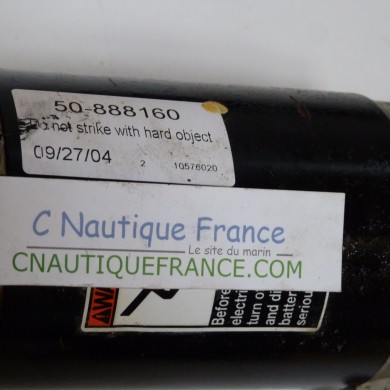 50-888160
not strike with hard object
09/27/04 2 10576020
C Nautique France
Le site du marin
CNAUTIQUEFRANCE.COM
Before
electri
turn o
and di
batter
seriou